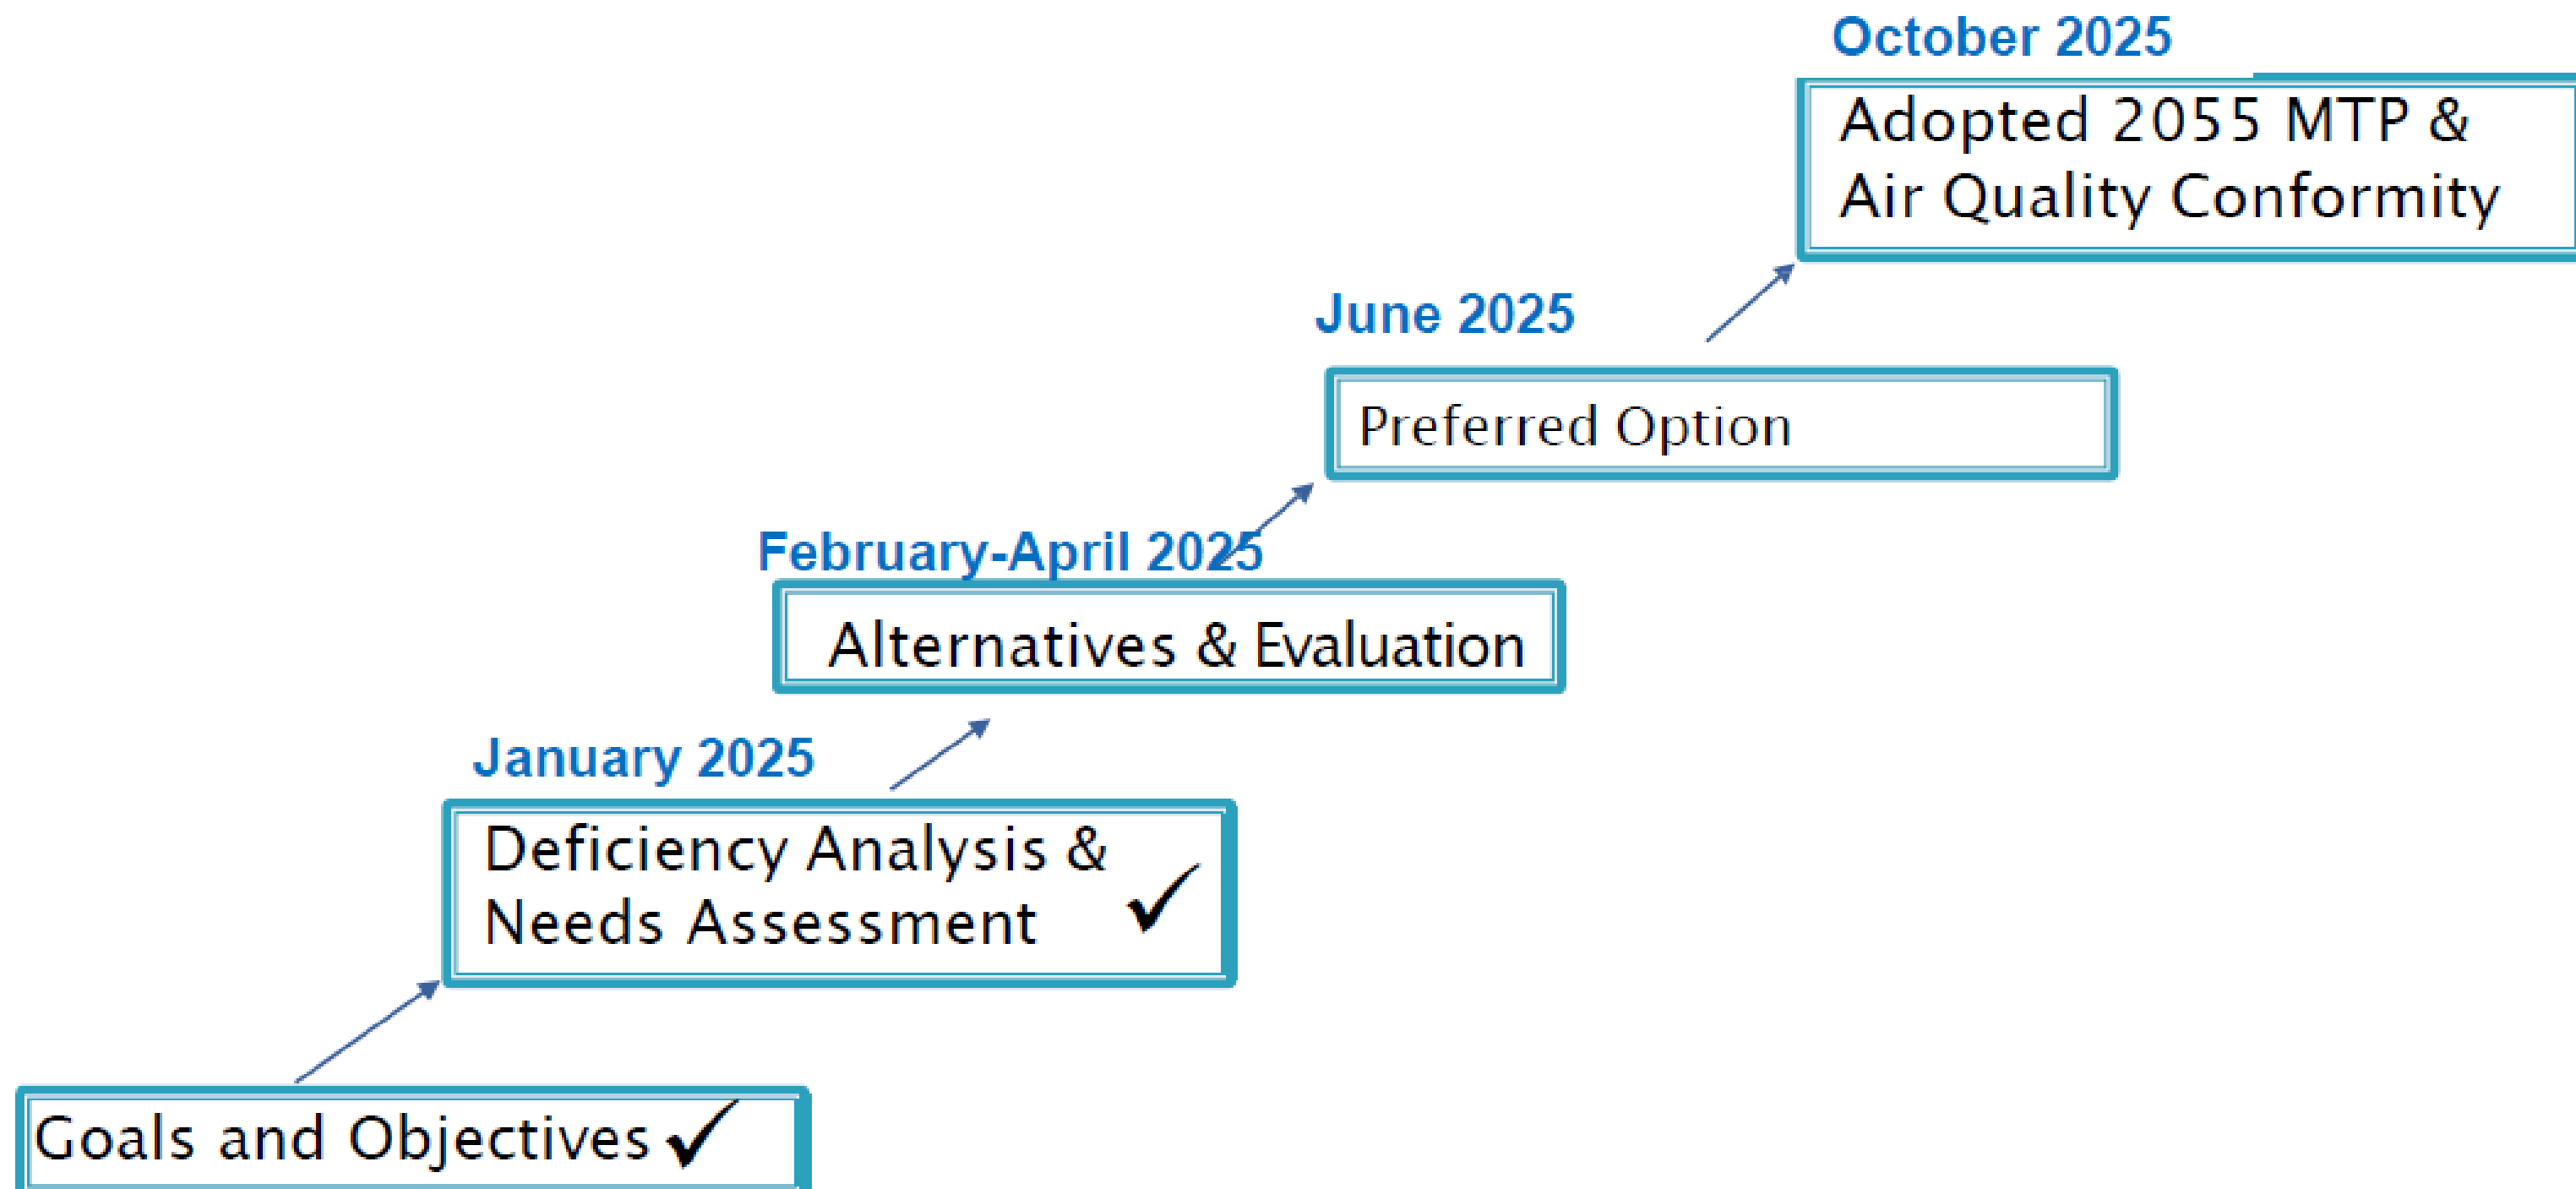 October 2025
Adopted 2055 MTP &
Air Quality Conformity
June 2025
Preferred Option
February-April 2025
Alternatives & Evaluation
January 2025
Deficiency Analysis &
Needs Assessment ✓
Goals and Objectives ✓